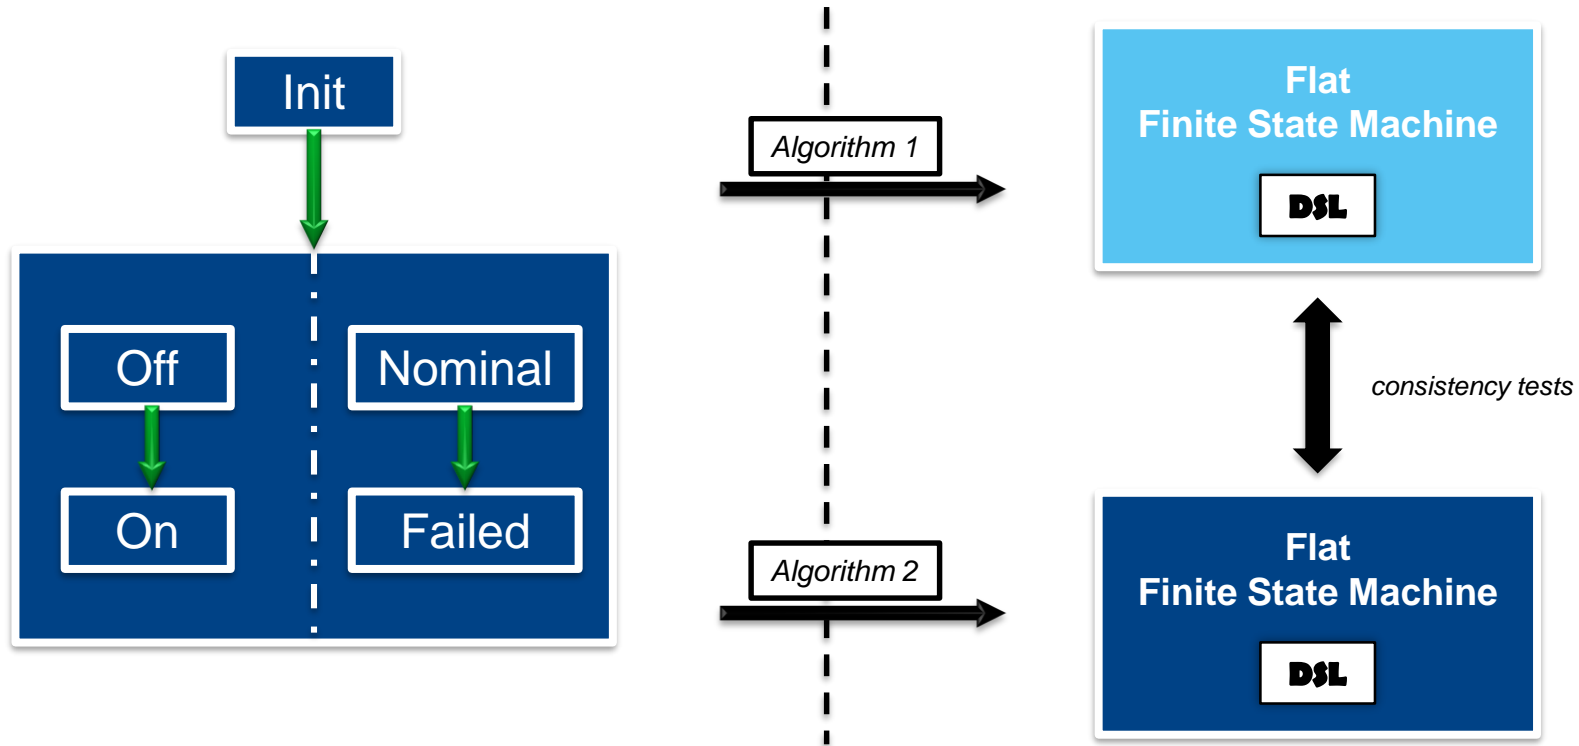 Init
Off
Nominal
On
Failed
Algorithm 1
Algorithm 2
Flat
Finite State Machine
DSL
consistency tests
Flat
Finite State Machine
DSL